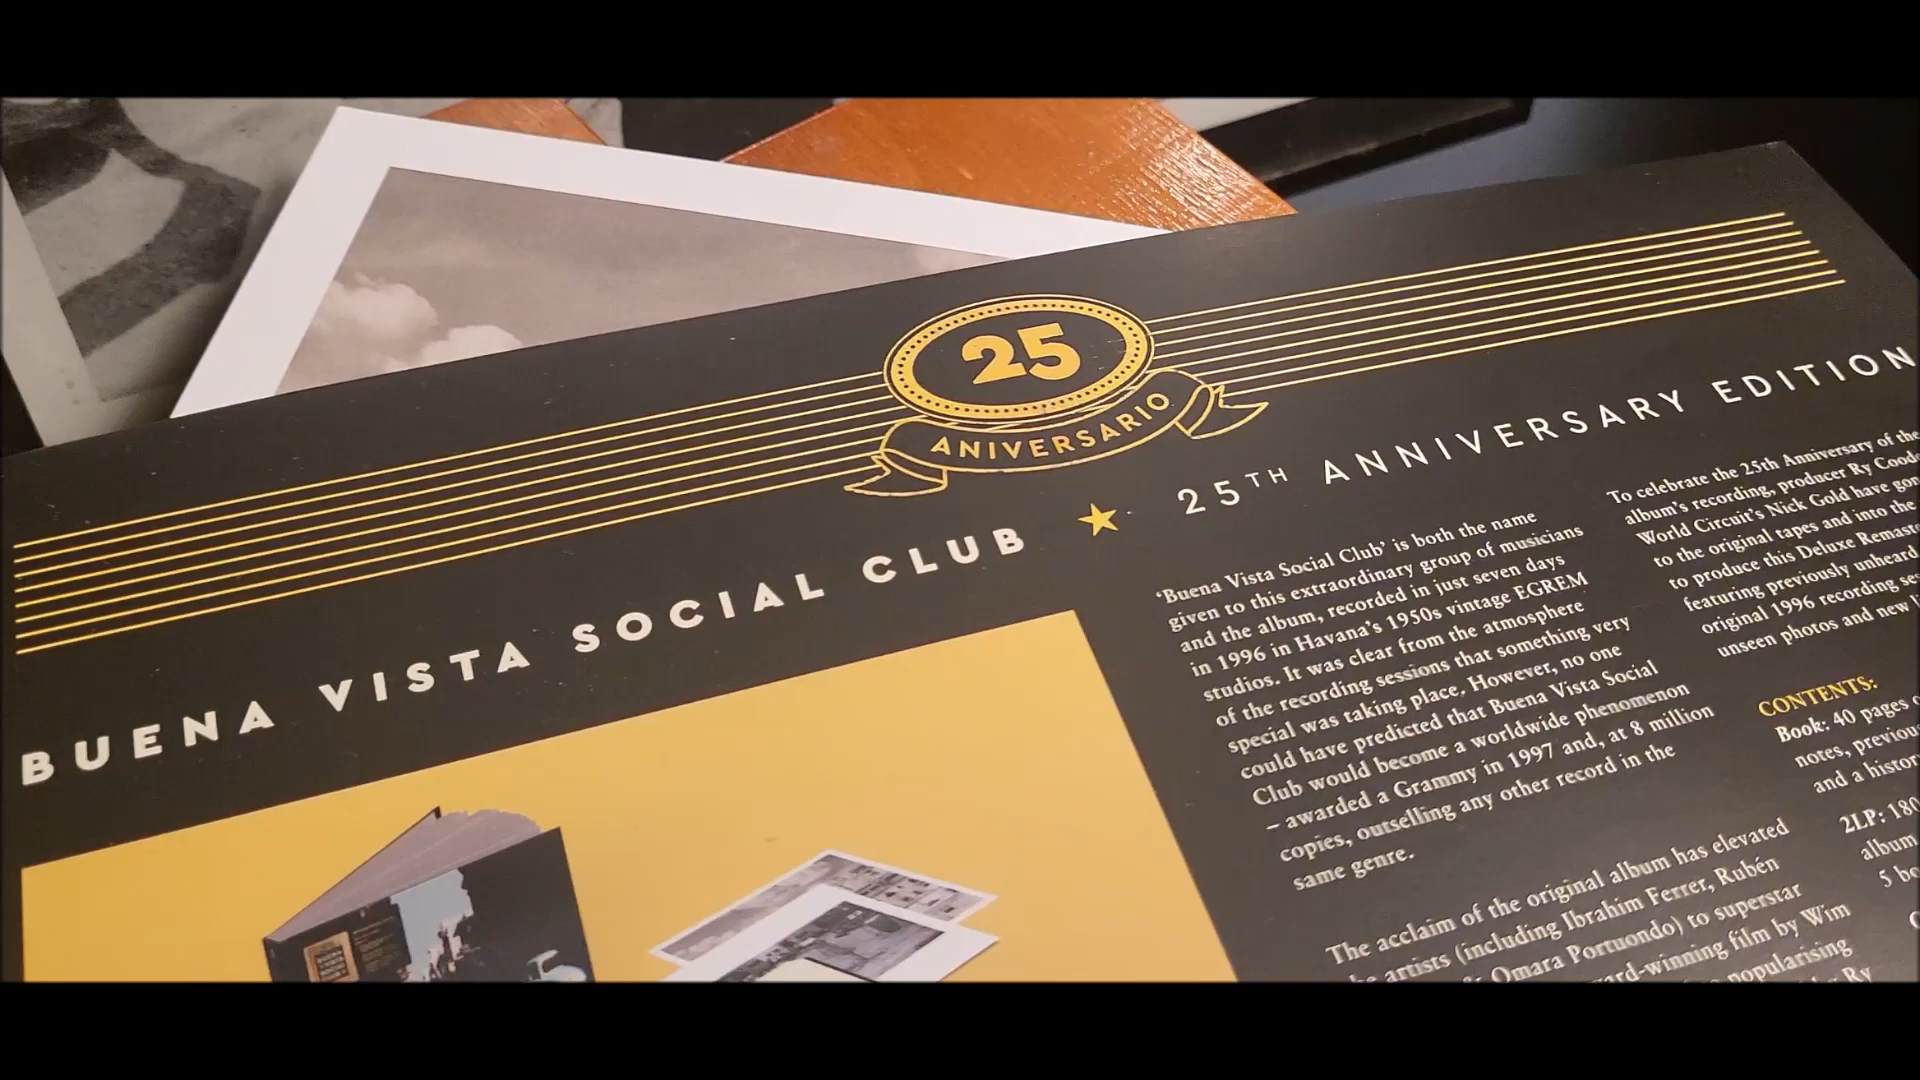 25
ANIVERSARIO
BUENA VISTA SOCIAL CLUB ★ 25TH ANNIVERSARY EDITION
‘Buena Vista Social Club’ is both the name
given to this extraordinary group of musicians
and the album, recorded in just seven days
in 1996 in Havana’s 1950s vintage EGREM
studios. It was clear from the atmosphere
of the recording sessions that something very
special was taking place. However, no one
could have predicted that Buena Vista Social
Club would become a worldwide phenomenon
– awarded a Grammy in 1997 and, at 8 million
copies, outselling any other record in the
same genre.
The acclaim of the original album has elevated
artists (including Ibrahim Ferrer, Rubén
Omara Portuondo) to superstar
film by Wim
popularising
Ry
To celebrate the 25th Anniversary of the
album’s recording, producer Ry
World Circuit’s Nick Gold have
to the original tapes and into the
to produce this Deluxe
featuring previously unheard
original 1996 recording
unseen photos and new
CONTENTS:
Book: 40 pages
notes,
and a
2LP:
album
5